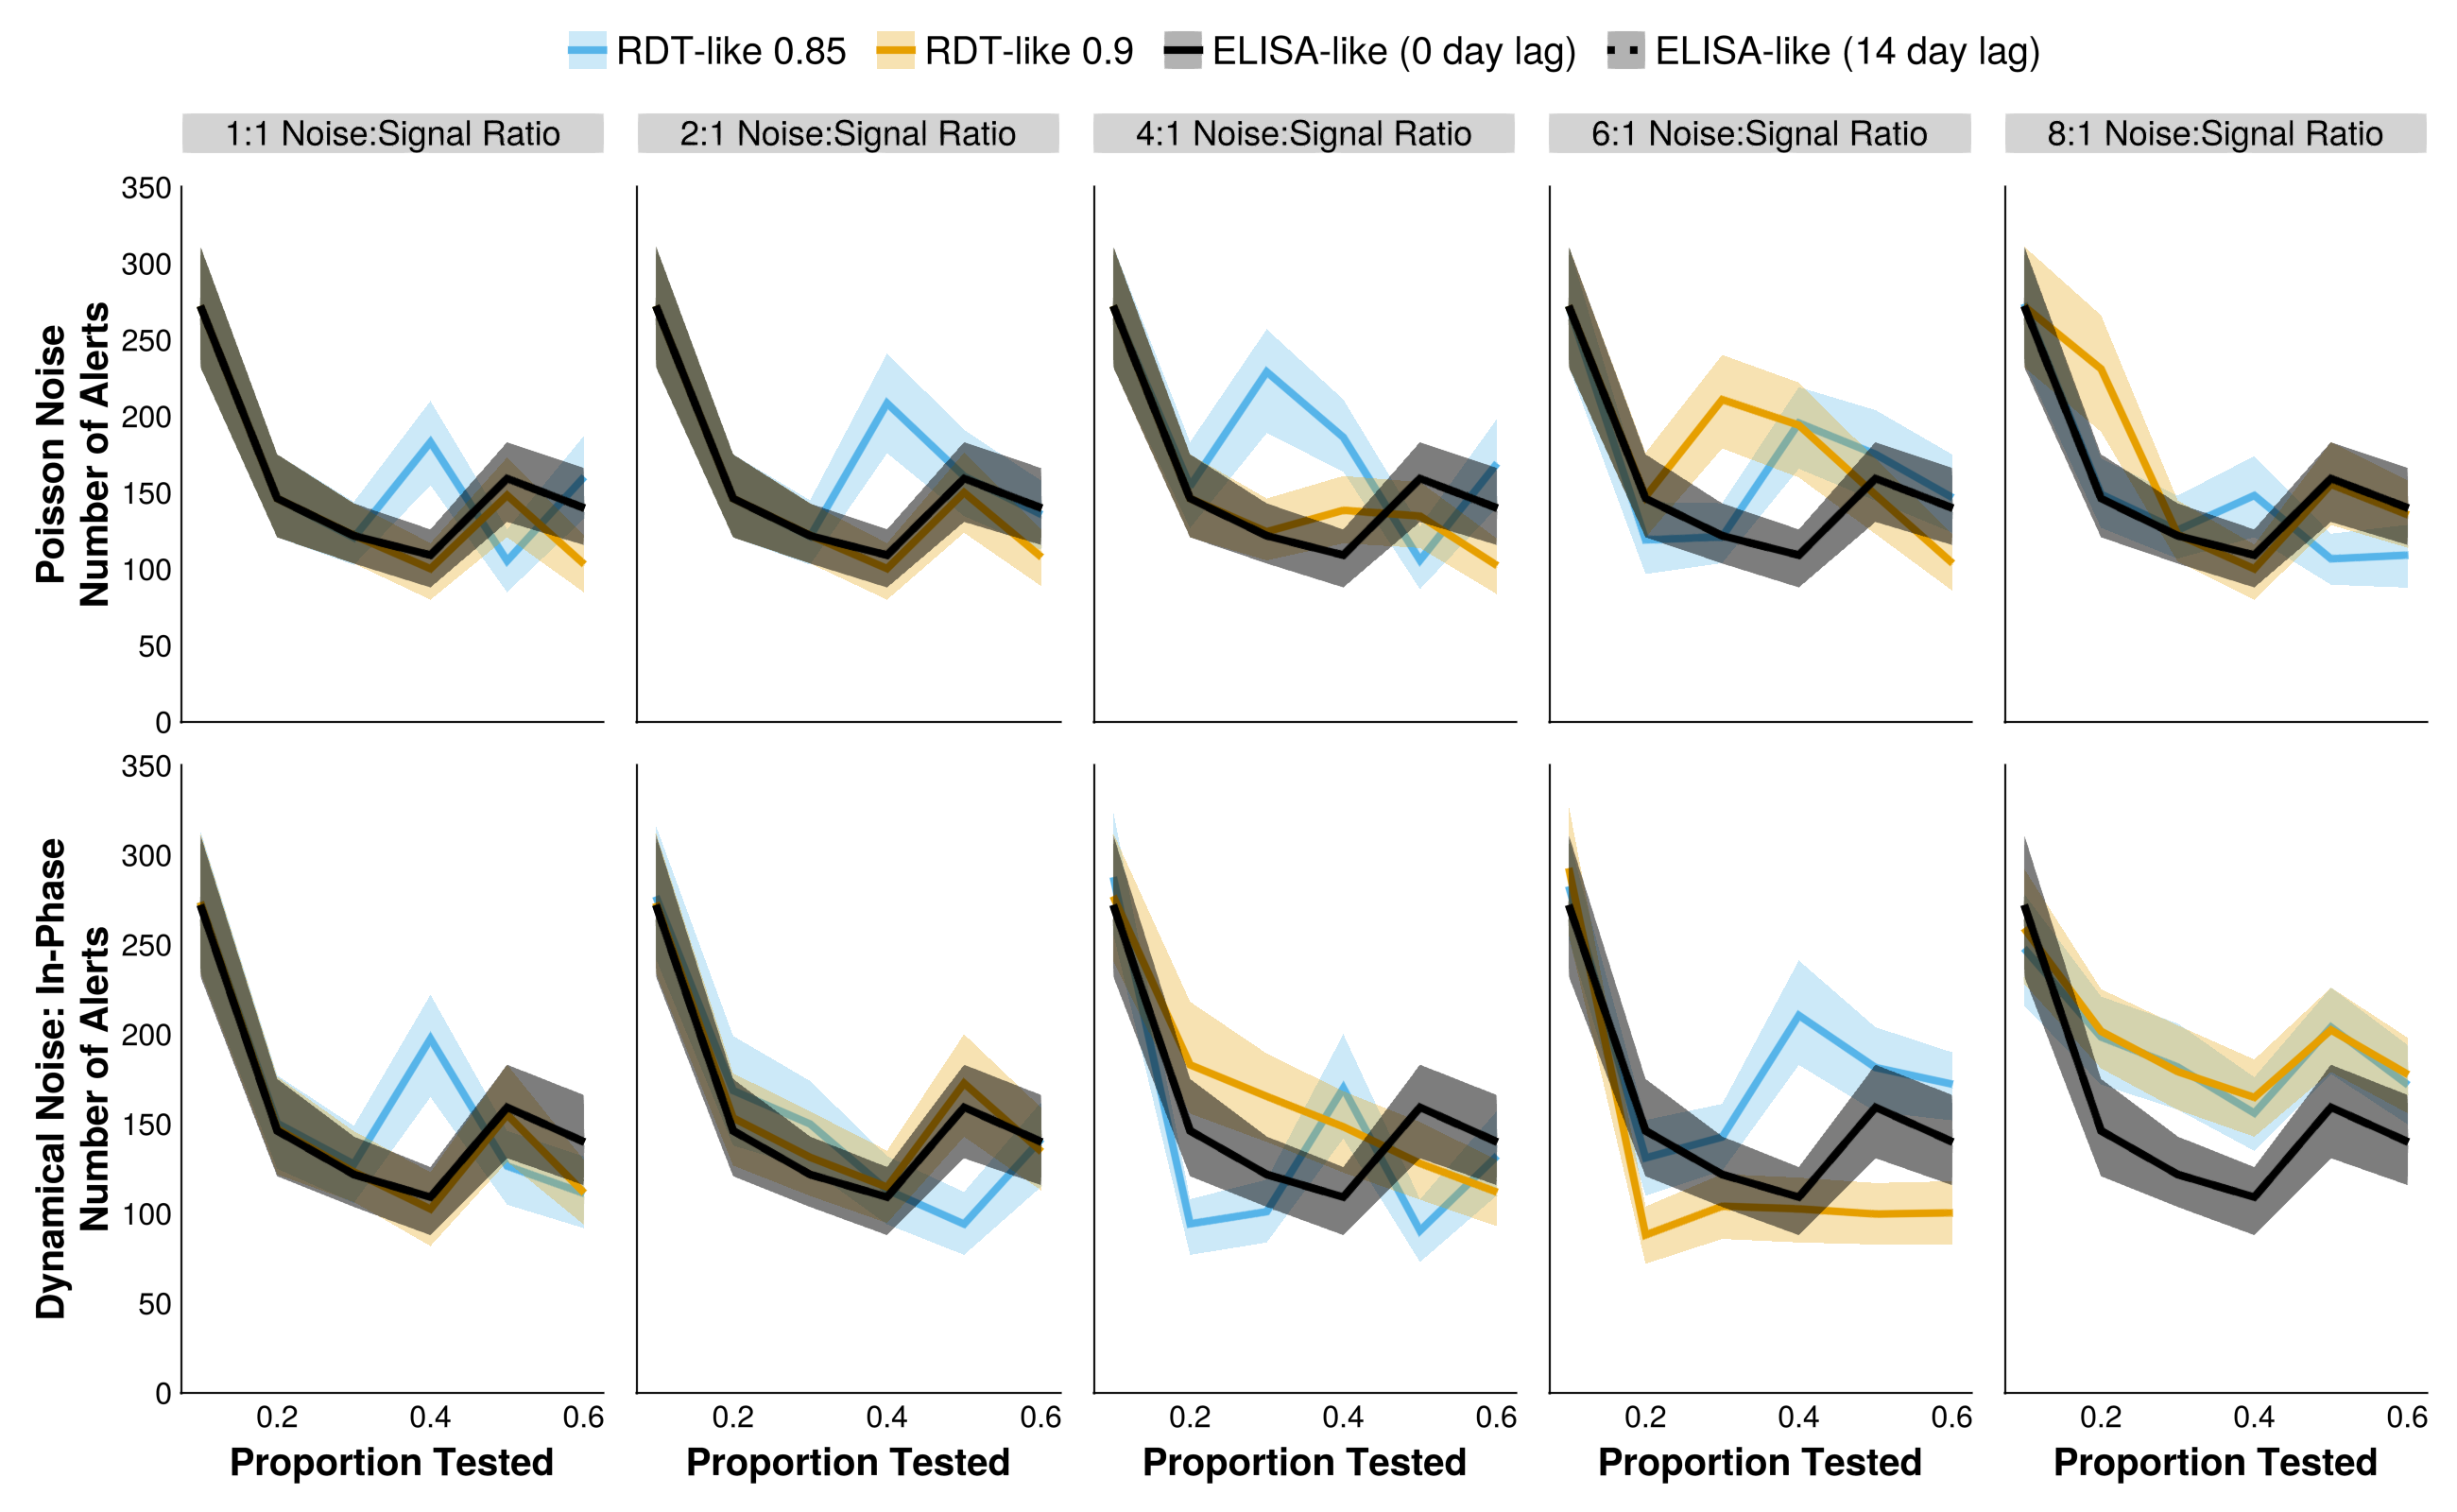 RDT-like 0.85 RDT-like 0.9 ELISA-like (0 day lag) ELISA-like (14 day lag)
1:1 Noise:Signal Ratio 2:1 Noise:Signal Ratio 4:1 Noise:Signal Ratio 6:1 Noise:Signal Ratio 8:1 Noise:Signal Ratio
Poisson Noise
Number of Alerts
350
300
250
200
150
100
50
0
Dynamical Noise: In-Phase
Number of Alerts
350
300
250
200
150
100
50
0
0.2 0.4 0.6 0.2 0.4 0.6 0.2 0.4 0.6 0.2 0.4 0.6 0.2 0.4 0.6
Proportion Tested Proportion Tested Proportion Tested Proportion Tested Proportion Tested